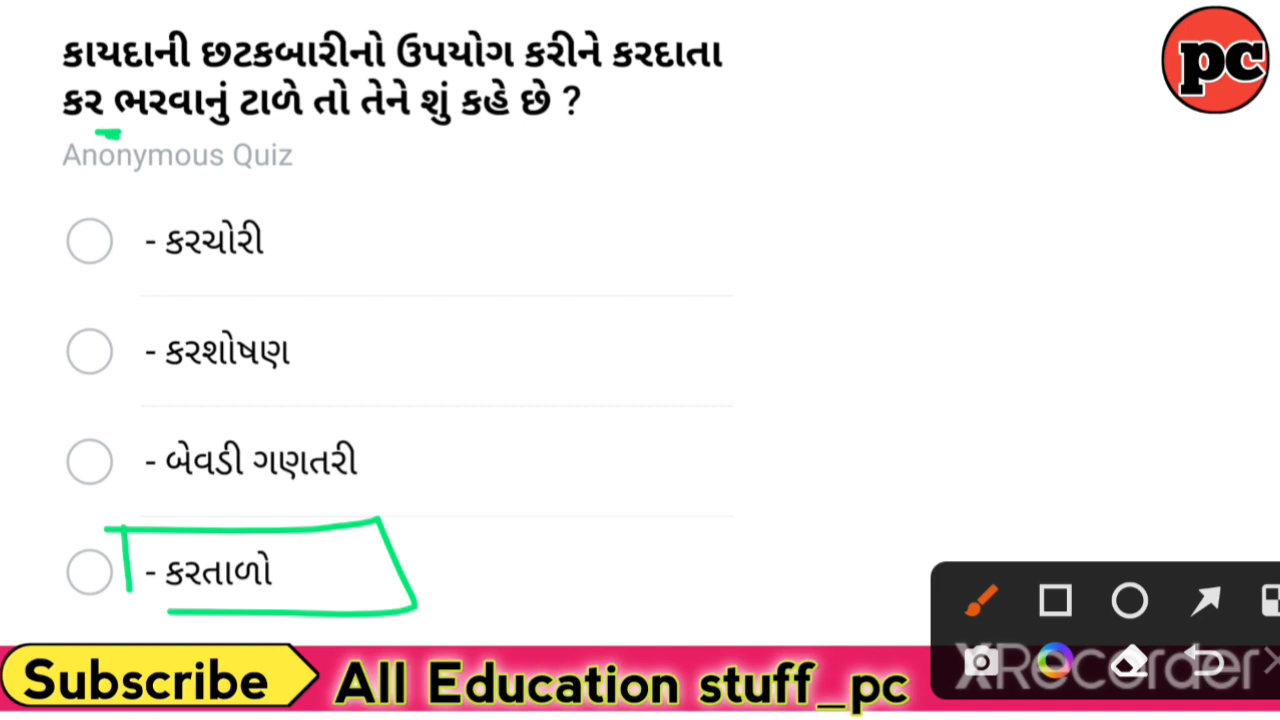 કાયદાની છટકબારીનો ઉપયોગ કરીને કરદાતા
કર ભરવાનું ટાળે તો તેને શું કહે છે ?
pc
Anonymous Quiz
- કરચોરી
- કરશોષણ
- બેવડી ગણતરી
- કરતાળો
XRecorder
Subscribe All Education stuff_pc